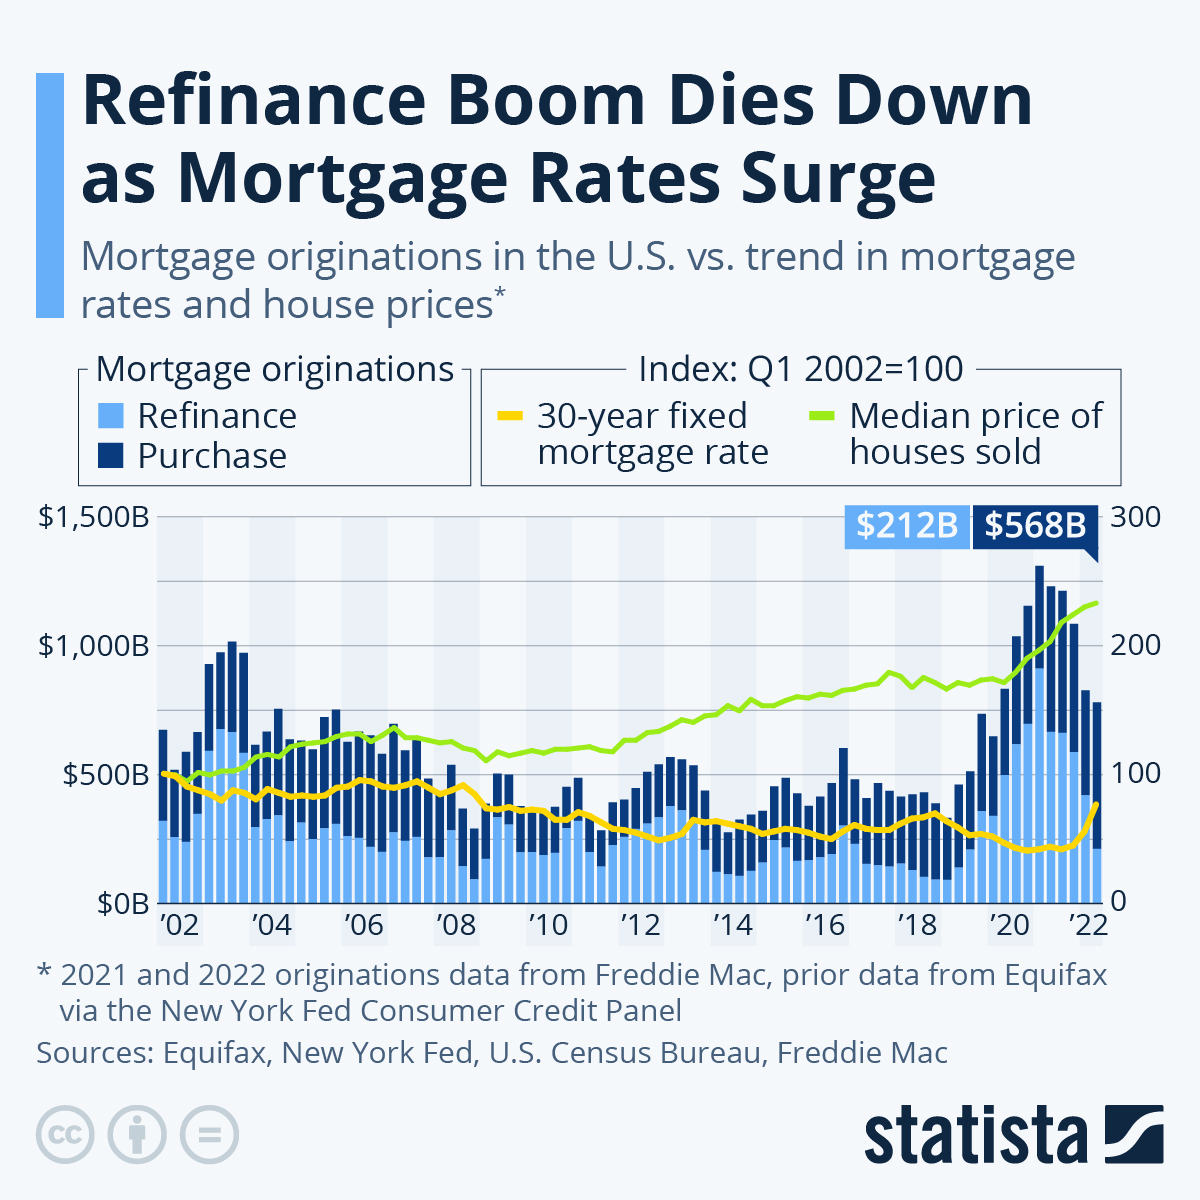 Refinance Boom Dies Down
as Mortgage Rates Surge
Mortgage originations in the U.S. vs. trend in mortgage
rates and house prices*
Mortgage originations
Refinance
Purchase
Index: Q1 2002=100
30-year fixed
mortgage rate
Median price of
houses sold
$1,500B
$1,000B
$500B
$0B
$212B
$568B
300
200
100
0
’02 ’04 ’06 ’08 ’10 ’12 ’14 ’16 ’18 ’20 ’22
* 2021 and 2022 originations data from Freddie Mac, prior data from Equifax
via the New York Fed Consumer Credit Panel
Sources: Equifax, New York Fed, U.S. Census Bureau, Freddie Mac
cc
statista